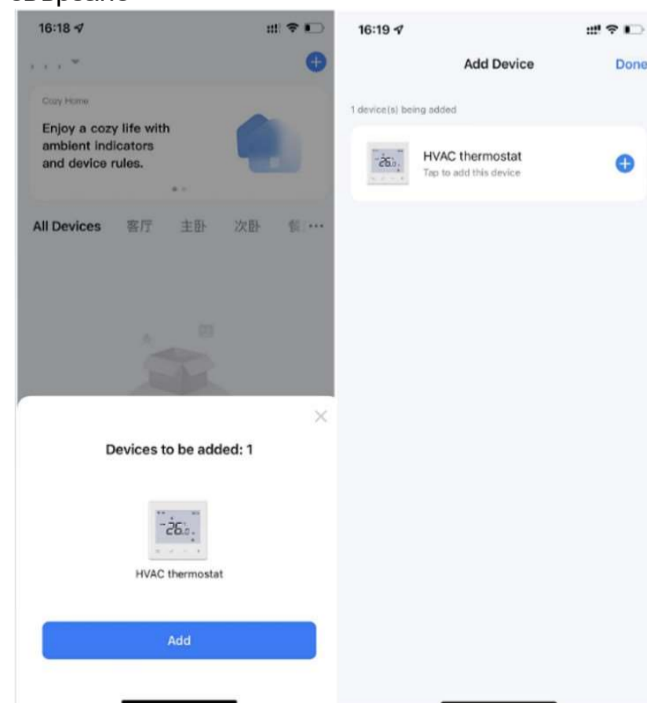 свързано
16:18
Cozy Home
Enjoy a cozy life with
ambient indicators
and device rules.
All Devices 客厅 主卧 次卧
Devices to be added: 1
26.0
HVAC thermostat
Add
16:19
Add Device Done
1 device(s) being added
26.0
HVAC thermostat
Tap to add this device